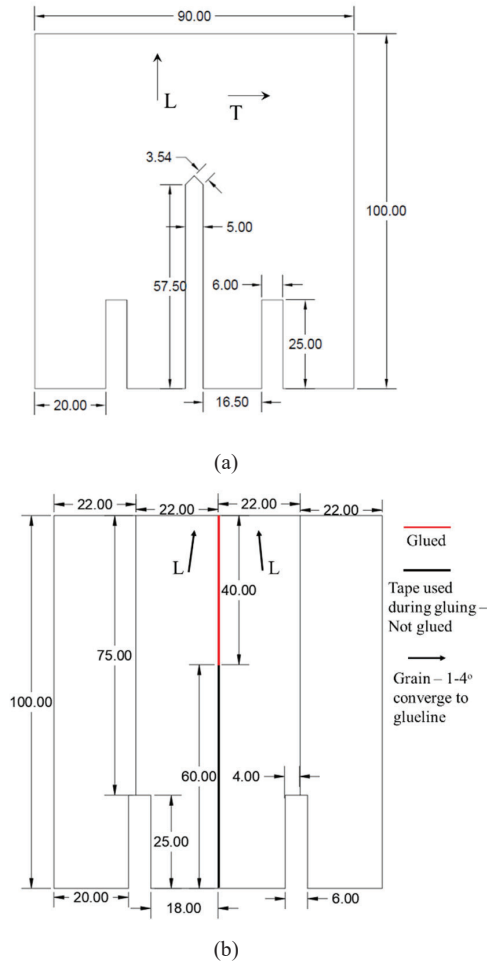 90.00
L
T
3.54
100.00
5.00
57.50
6.00
25.00
20.00
16.50
(a)
22.00 22.00 22.00 22.00
L L
Glued
40.00
Tape used
during gluing –
Not glued
75.00
100.00
Grain – 1-4º
converge to
glueline
60.00 4.00
25.00
20.00
18.00
6.00
(b)